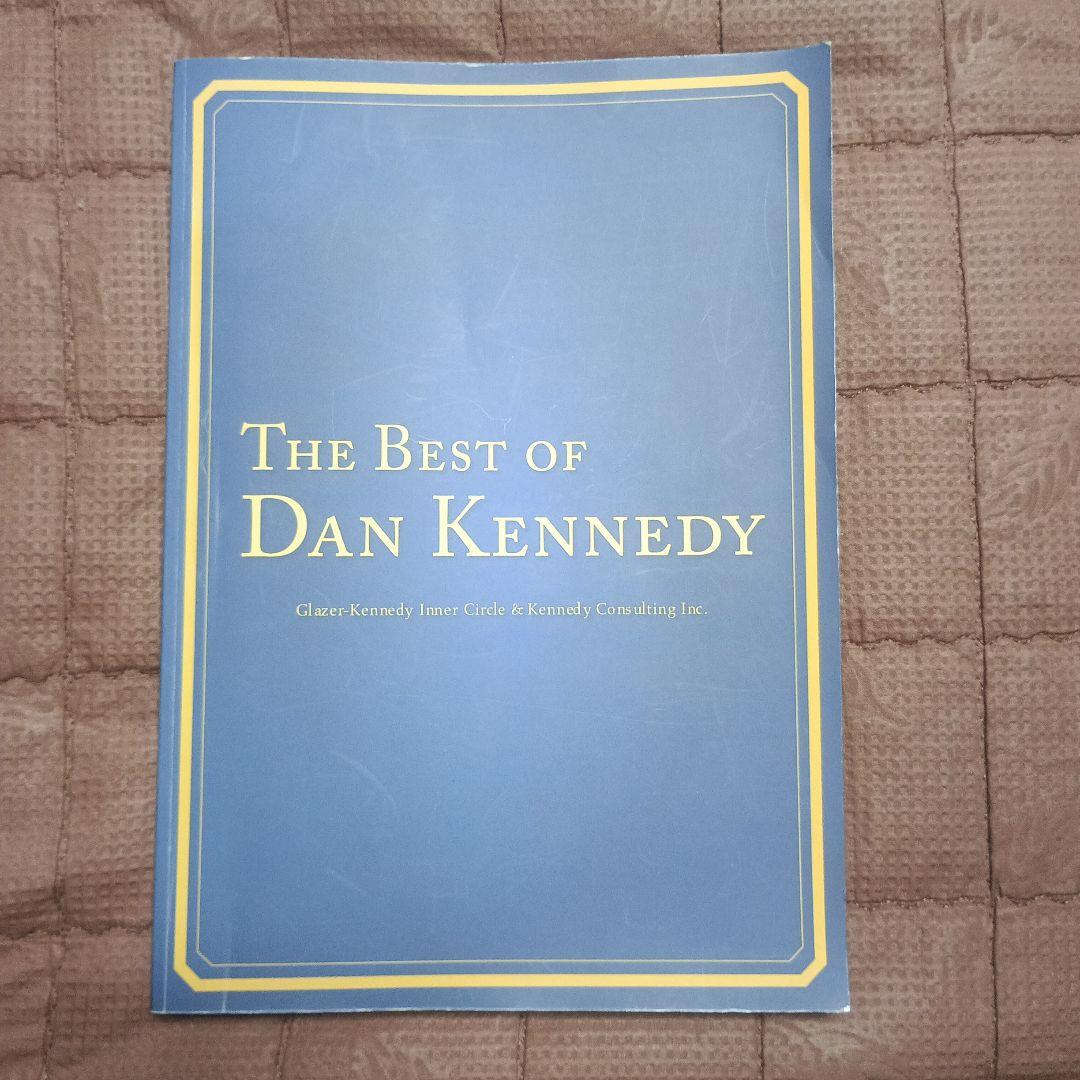 The Best of
Dan Kennedy
Glazer-Kennedy Inner Circle & Kennedy Consulting Inc.